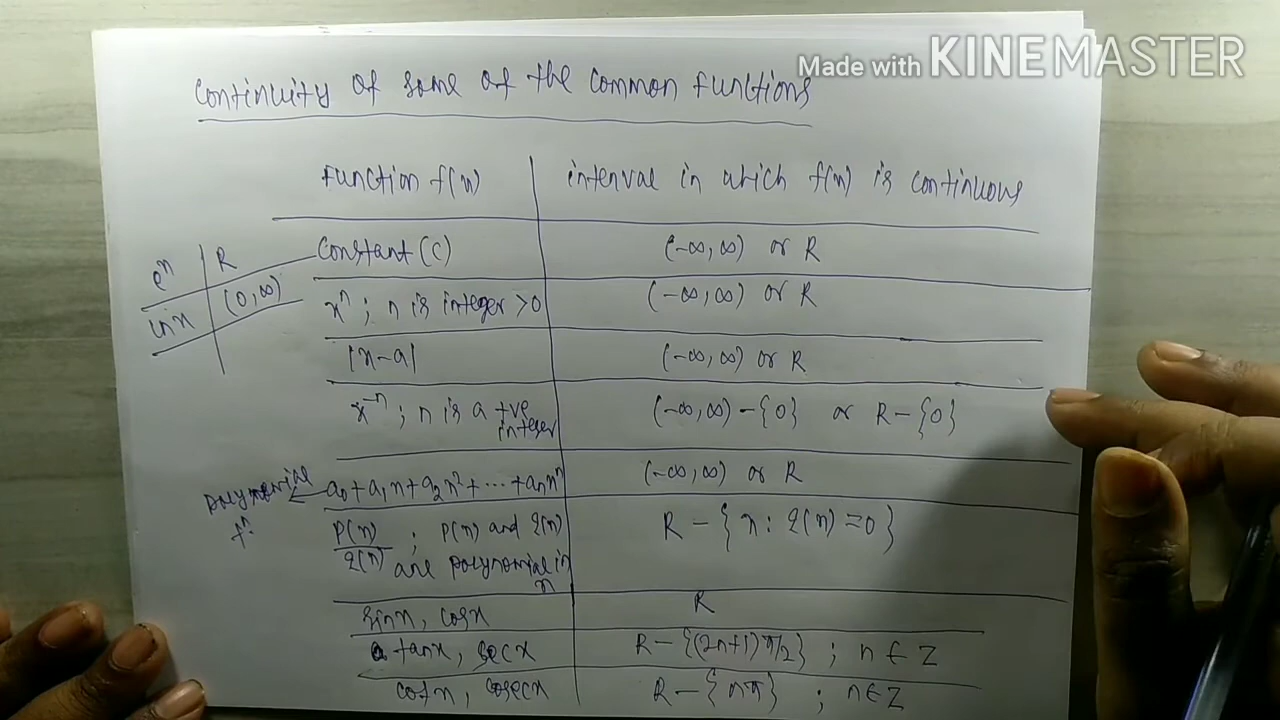 Made with KINEMASTER
Continuity of some of the common functions
Function f(x) interval in which f(x) is continuous
e^x R
ln x (0,∞)
Constant (C) (-∞,∞) or R
x^n ; n is integer >0 (-∞,∞) or R
|x-a| (-∞,∞) or R
x^-n ; n is a +ve integer (-∞,∞)-{0} or R-{0}
polynomial f^n. ← a0+a1x+a2x^2+...+anx^n (-∞,∞) or R
P(x)/q(x) ; P(x) and q(x) R-{x: q(x)=0}
are polynomial in x
sinx, cosx R
tanx, secx R-{(2n+1)π/2} ; n∈Z
cotx, cosecx R-{nπ} ; n∈Z